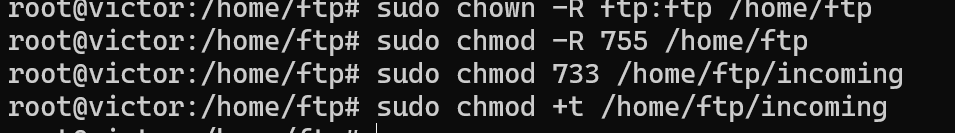 root@victor:/home/ftp# sudo chown -R ftp:ftp /home/ftp
root@victor:/home/ftp# sudo chmod -R 755 /home/ftp
root@victor:/home/ftp# sudo chmod 733 /home/ftp/incoming
root@victor:/home/ftp# sudo chmod +t /home/ftp/incoming